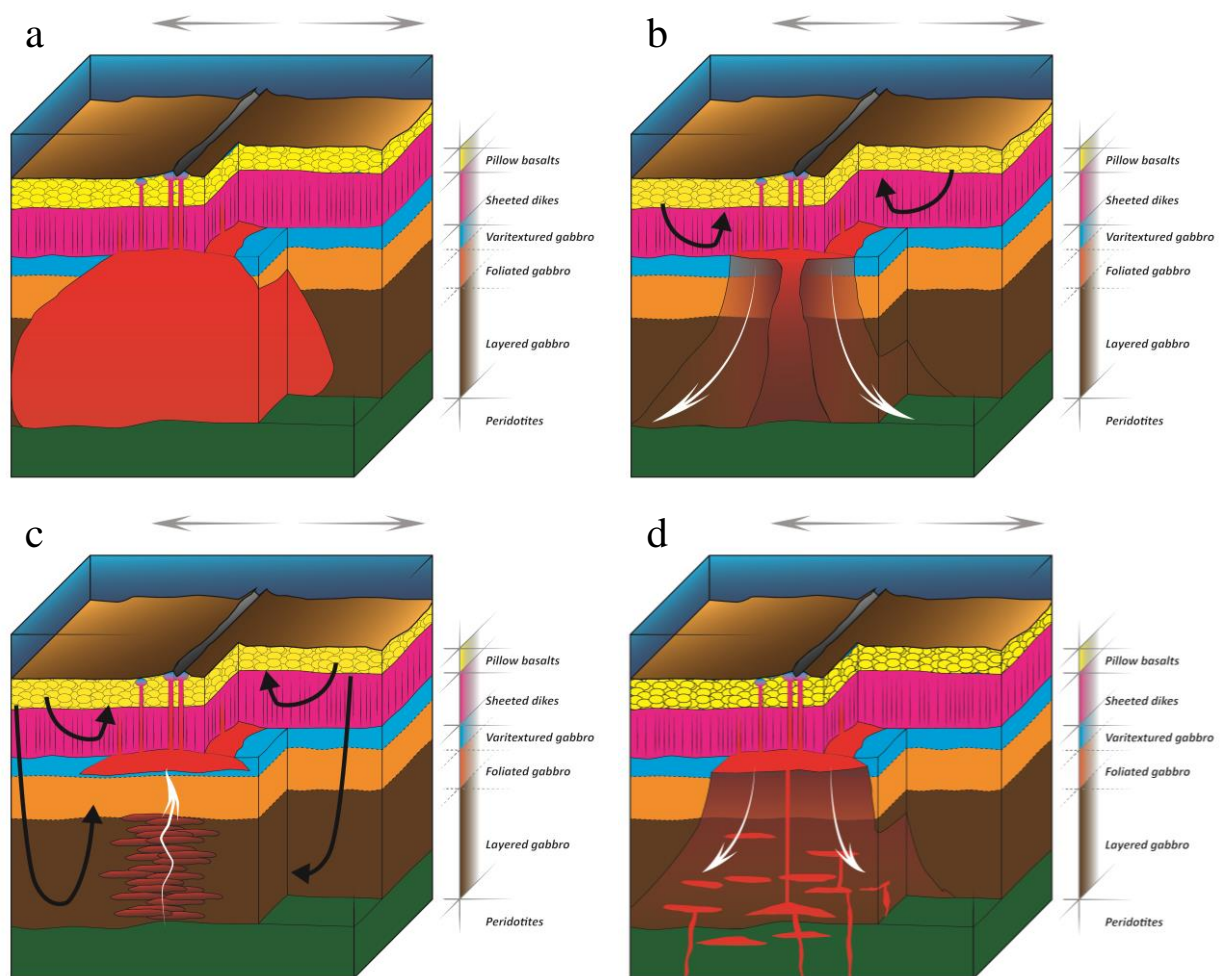 a
Pillow basalts
Sheeted dikes
Varitextured gabbro
Foliated gabbro
Layered gabbro
Peridotites
b
Pillow basalts
Sheeted dikes
Varitextured gabbro
Foliated gabbro
Layered gabbro
Peridotites
c
Pillow basalts
Sheeted dikes
Varitextured gabbro
Foliated gabbro
Layered gabbro
Peridotites
d
Pillow basalts
Sheeted dikes
Varitextured gabbro
Foliated gabbro
Layered gabbro
Peridotites